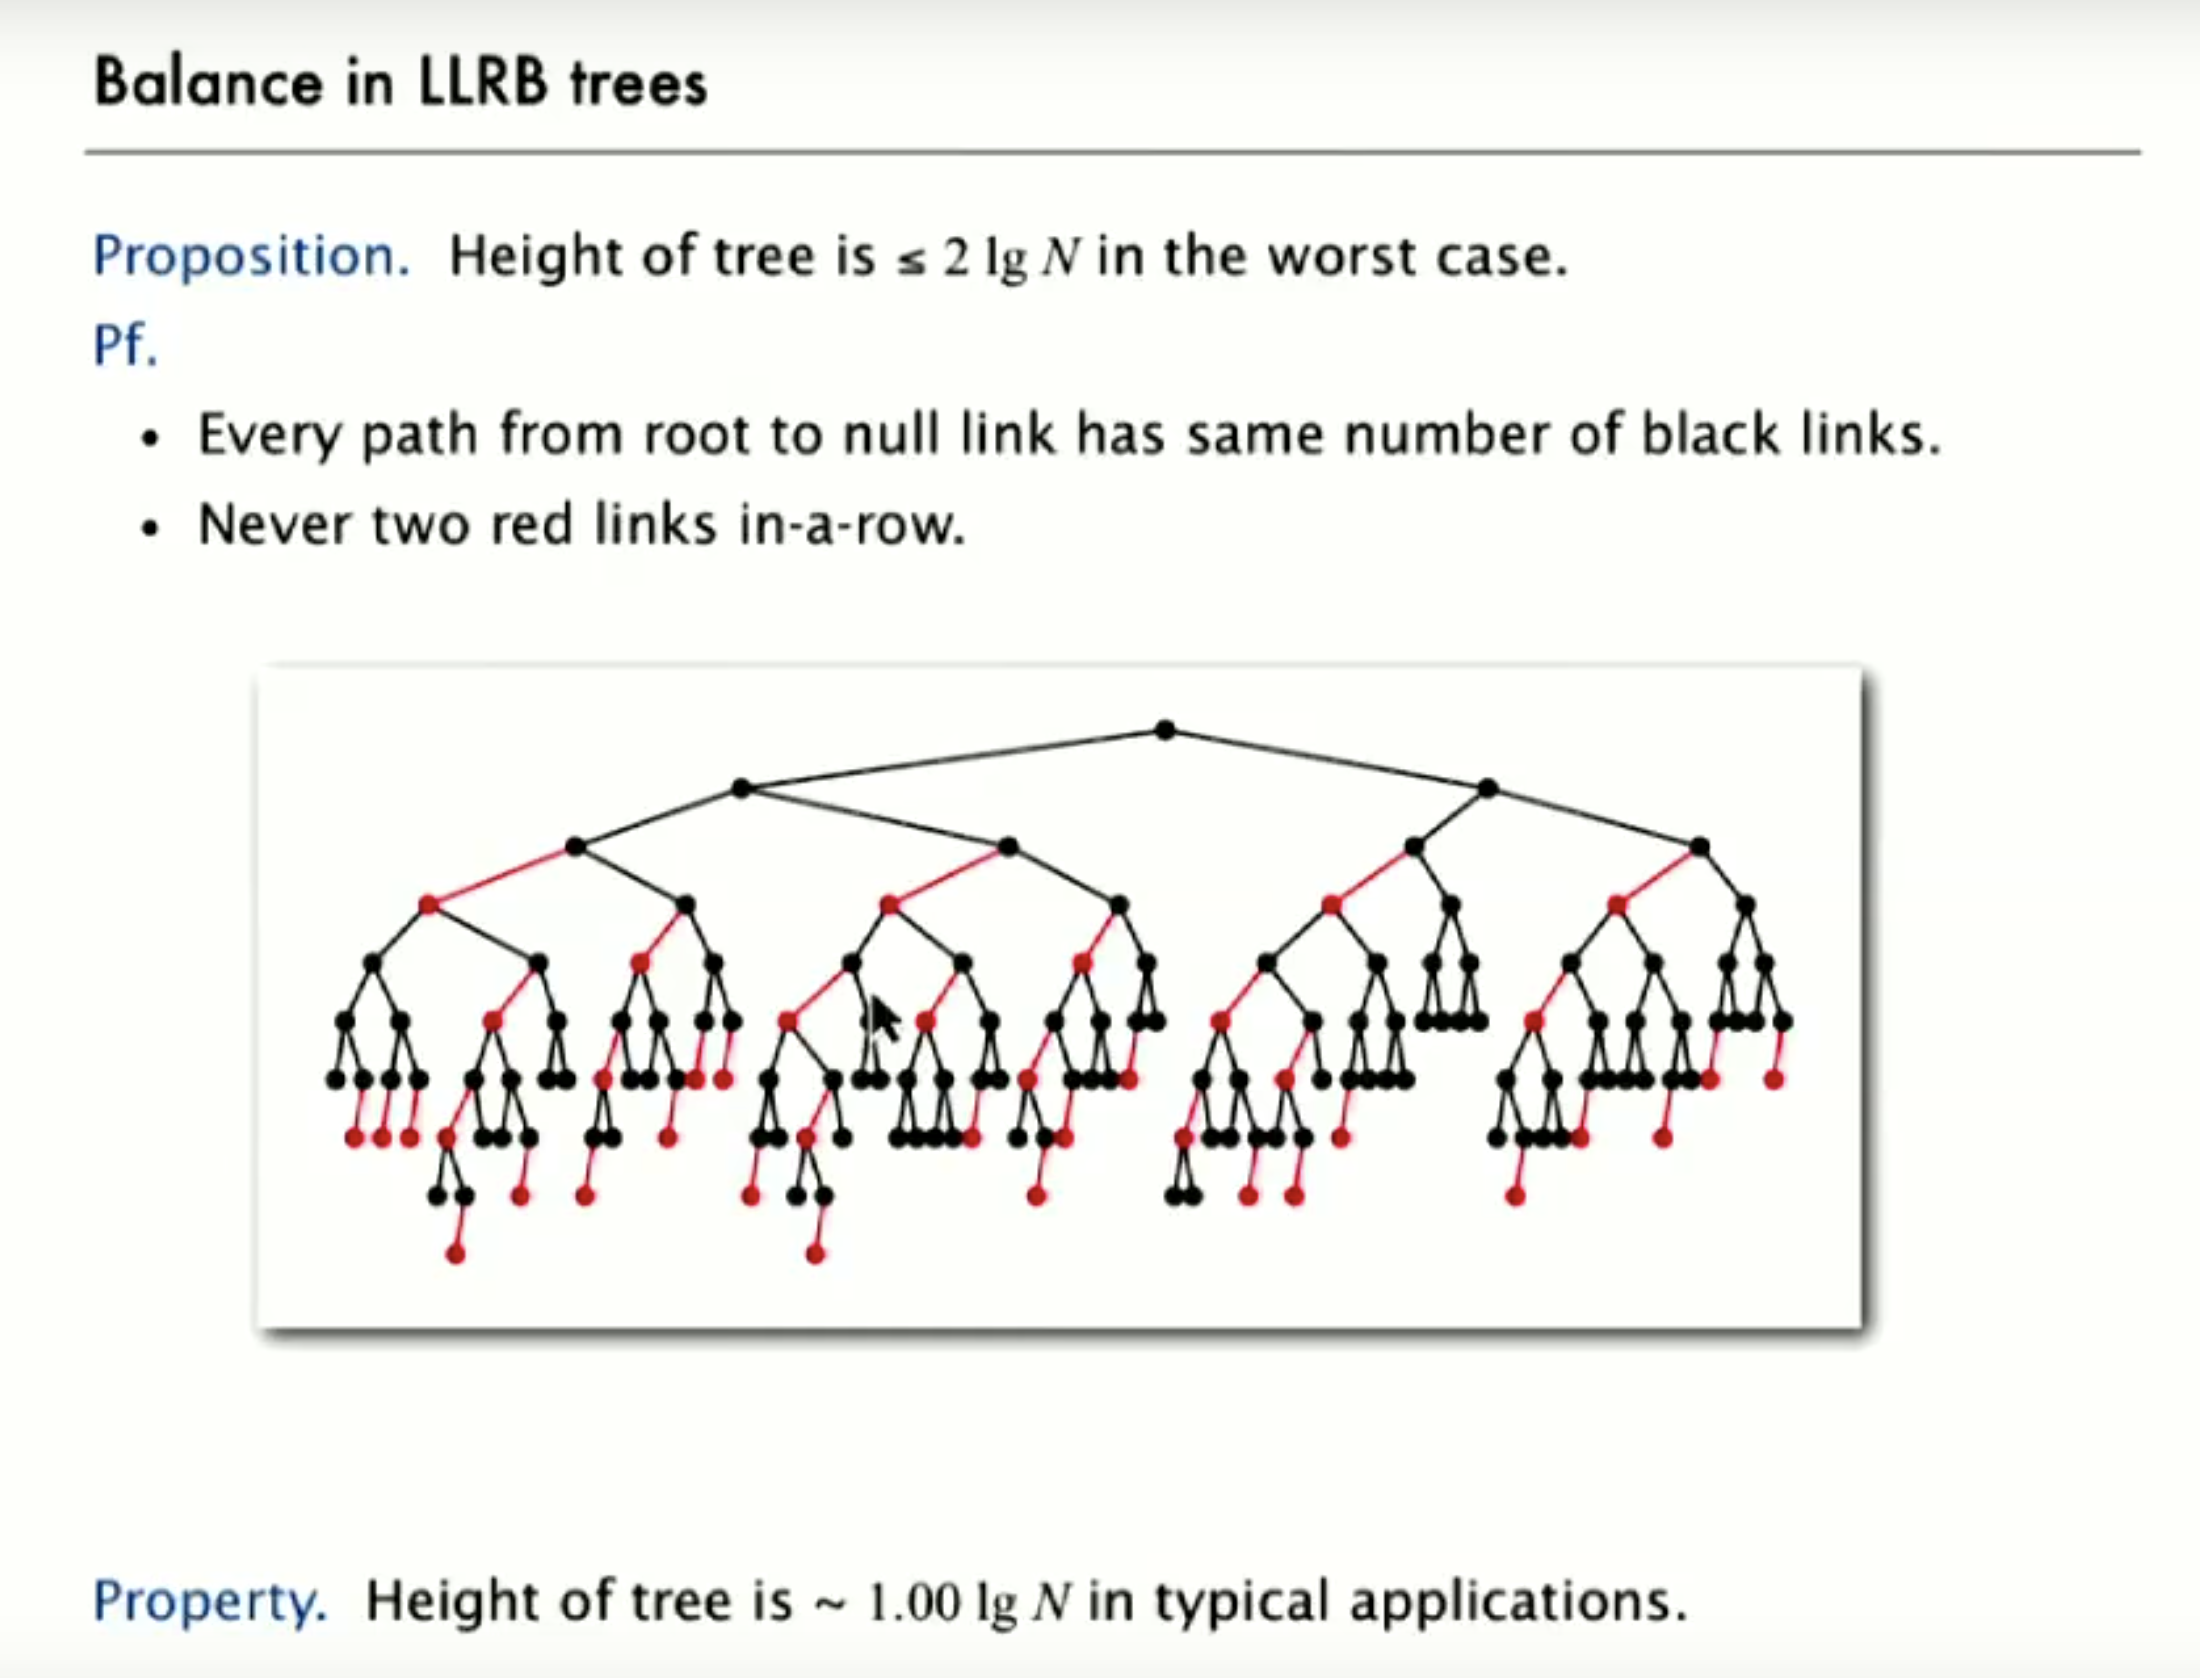 Balance in LLRB trees
Proposition. Height of tree is ≤ 2 lg N in the worst case.
Pf.
• Every path from root to null link has same number of black links.
• Never two red links in-a-row.
Property. Height of tree is ~ 1.00 lg N in typical applications.